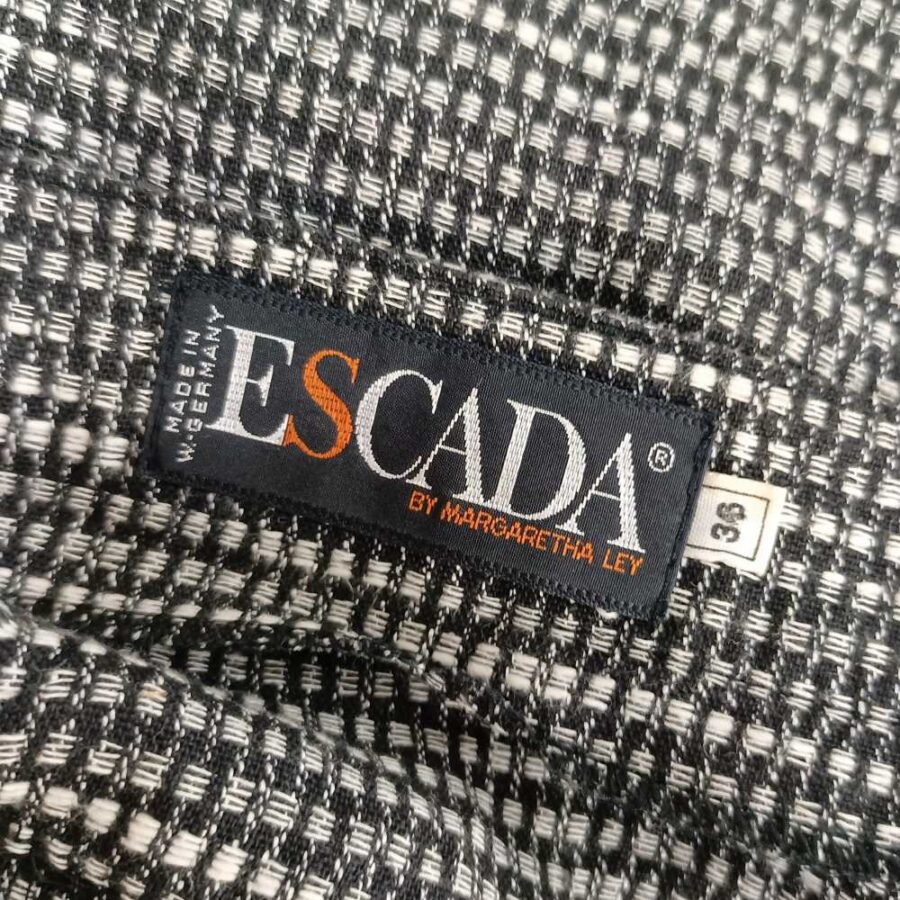 MADE IN
W.-GERMANY
ESCADA®
BY MARGARETHA LEY
36